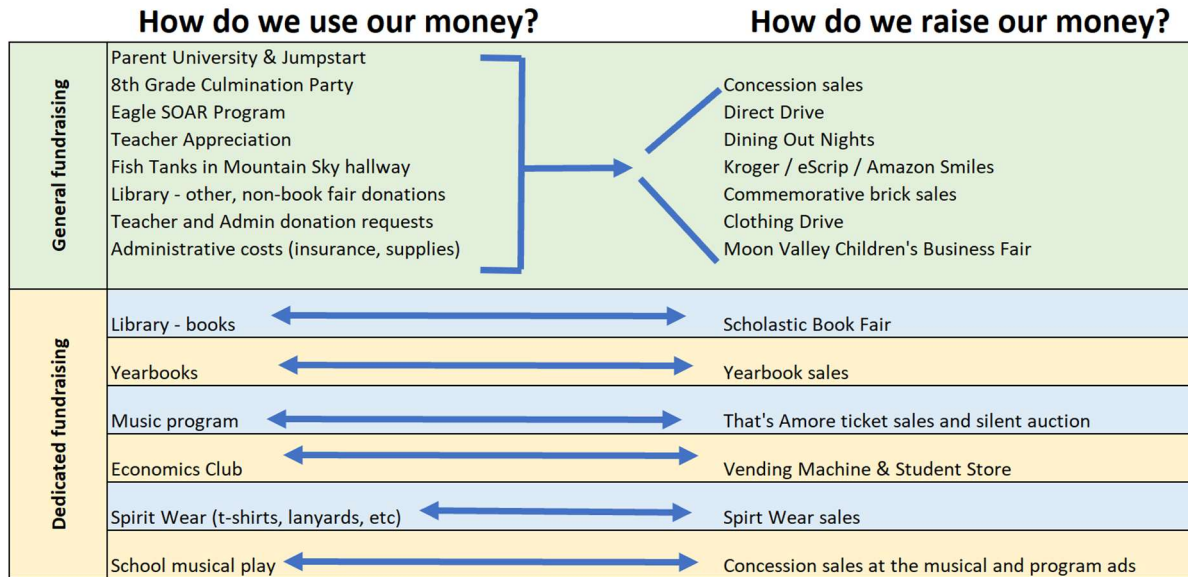 How do we use our money?
How do we raise our money?
General fundraising
Parent University & Jumpstart
8th Grade Culmination Party
Eagle SOAR Program
Teacher Appreciation
Fish Tanks in Mountain Sky hallway
Library - other, non-book fair donations
Teacher and Admin donation requests
Administrative costs (insurance, supplies)
Concession sales
Direct Drive
Dining Out Nights
Kroger / eScrip / Amazon Smiles
Commemorative brick sales
Clothing Drive
Moon Valley Children's Business Fair
Dedicated fundraising
Library - books
Scholastic Book Fair
Yearbooks
Yearbook sales
Music program
That's Amore ticket sales and silent auction
Economics Club
Vending Machine & Student Store
Spirit Wear (t-shirts, lanyards, etc)
Spirt Wear sales
School musical play
Concession sales at the musical and program ads